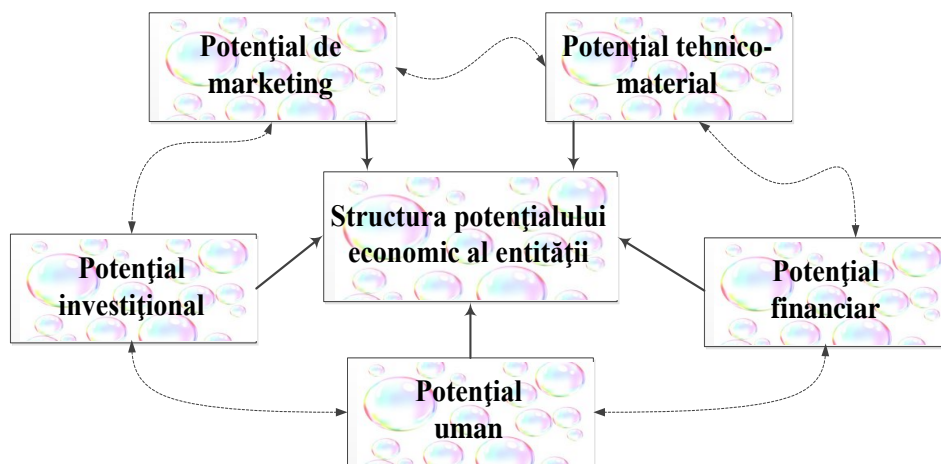 Potenţial de
marketing
Potenţial tehnico-
material
Structura potenţialului
economic al entităţii
Potenţial
investiţional
Potenţial
financiar
Potenţial
uman